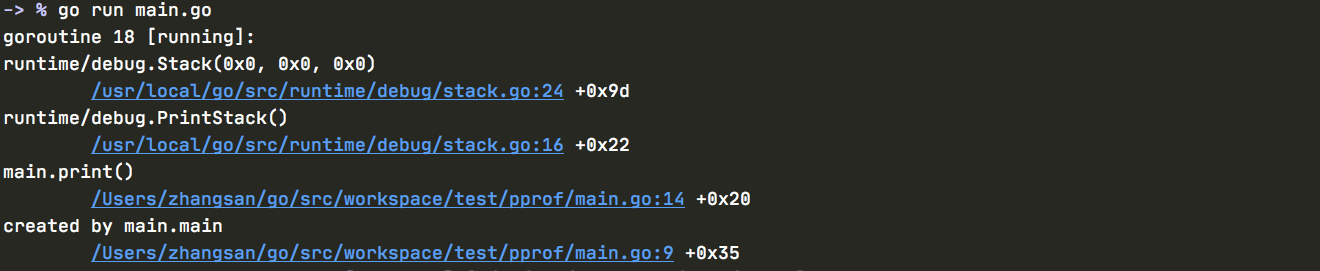 -> % go run main.go
goroutine 18 [running]:
runtime/debug.Stack(0x0, 0x0, 0x0)
/usr/local/go/src/runtime/debug/stack.go:24 +0x9d
runtime/debug.PrintStack()
/usr/local/go/src/runtime/debug/stack.go:16 +0x22
main.print()
/Users/zhangsan/go/src/workspace/test/pprof/main.go:14 +0x20
created by main.main
/Users/zhangsan/go/src/workspace/test/pprof/main.go:9 +0x35